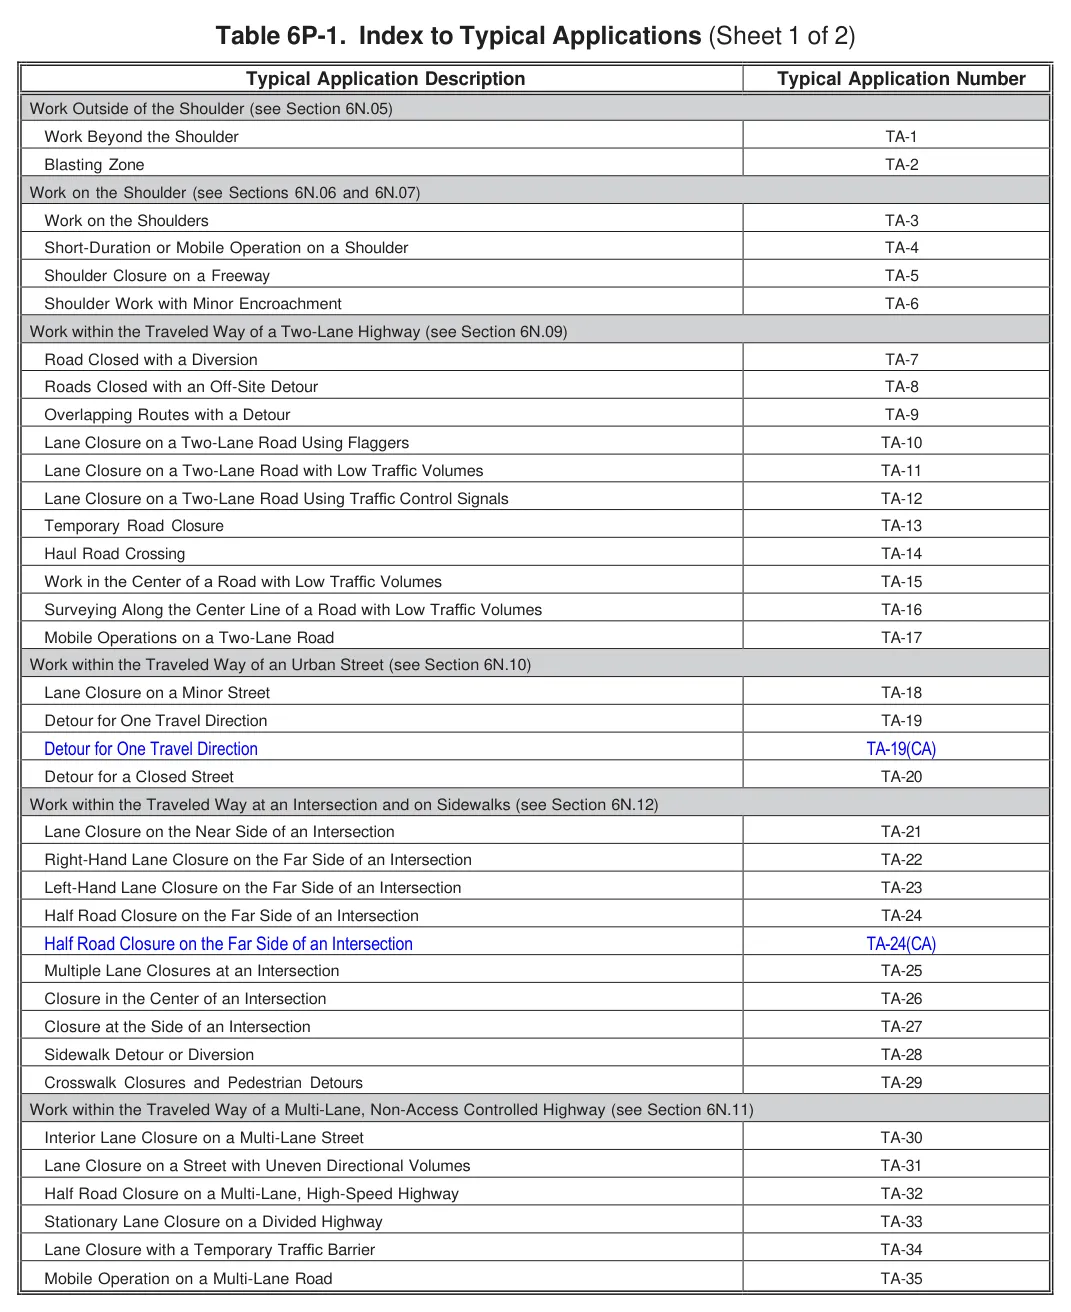 Table 6P-1. Index to Typical Applications (Sheet 1 of 2)
Typical Application Description Typical Application Number
Work Outside of the Shoulder (see Section 6N.05)
Work Beyond the Shoulder TA-1
Blasting Zone TA-2
Work on the Shoulder (see Sections 6N.06 and 6N.07)
Work on the Shoulders TA-3
Short-Duration or Mobile Operation on a Shoulder TA-4
Shoulder Closure on a Freeway TA-5
Shoulder Work with Minor Encroachment TA-6
Work within the Traveled Way of a Two-Lane Highway (see Section 6N.09)
Road Closed with a Diversion TA-7
Roads Closed with an Off-Site Detour TA-8
Overlapping Routes with a Detour TA-9
Lane Closure on a Two-Lane Road Using Flaggers TA-10
Lane Closure on a Two-Lane Road with Low Traffic Volumes TA-11
Lane Closure on a Two-Lane Road Using Traffic Control Signals TA-12
Temporary Road Closure TA-13
Haul Road Crossing TA-14
Work in the Center of a Road with Low Traffic Volumes TA-15
Surveying Along the Center Line of a Road with Low Traffic Volumes TA-16
Mobile Operations on a Two-Lane Road TA-17
Work within the Traveled Way of an Urban Street (see Section 6N.10)
Lane Closure on a Minor Street TA-18
Detour for One Travel Direction TA-19
Detour for One Travel Direction TA-19(CA)
Detour for a Closed Street TA-20
Work within the Traveled Way at an Intersection and on Sidewalks (see Section 6N.12)
Lane Closure on the Near Side of an Intersection TA-21
Right-Hand Lane Closure on the Far Side of an Intersection TA-22
Left-Hand Lane Closure on the Far Side of an Intersection TA-23
Half Road Closure on the Far Side of an Intersection TA-24
Half Road Closure on the Far Side of an Intersection TA-24(CA)
Multiple Lane Closures at an Intersection TA-25
Closure in the Center of an Intersection TA-26
Closure at the Side of an Intersection TA-27
Sidewalk Detour or Diversion TA-28
Crosswalk Closures and Pedestrian Detours TA-29
Work within the Traveled Way of a Multi-Lane, Non-Access Controlled Highway (see Section 6N.11)
Interior Lane Closure on a Multi-Lane Street TA-30
Lane Closure on a Street with Uneven Directional Volumes TA-31
Half Road Closure on a Multi-Lane, High-Speed Highway TA-32
Stationary Lane Closure on a Divided Highway TA-33
Lane Closure with a Temporary Traffic Barrier TA-34
Mobile Operation on a Multi-Lane Road TA-35